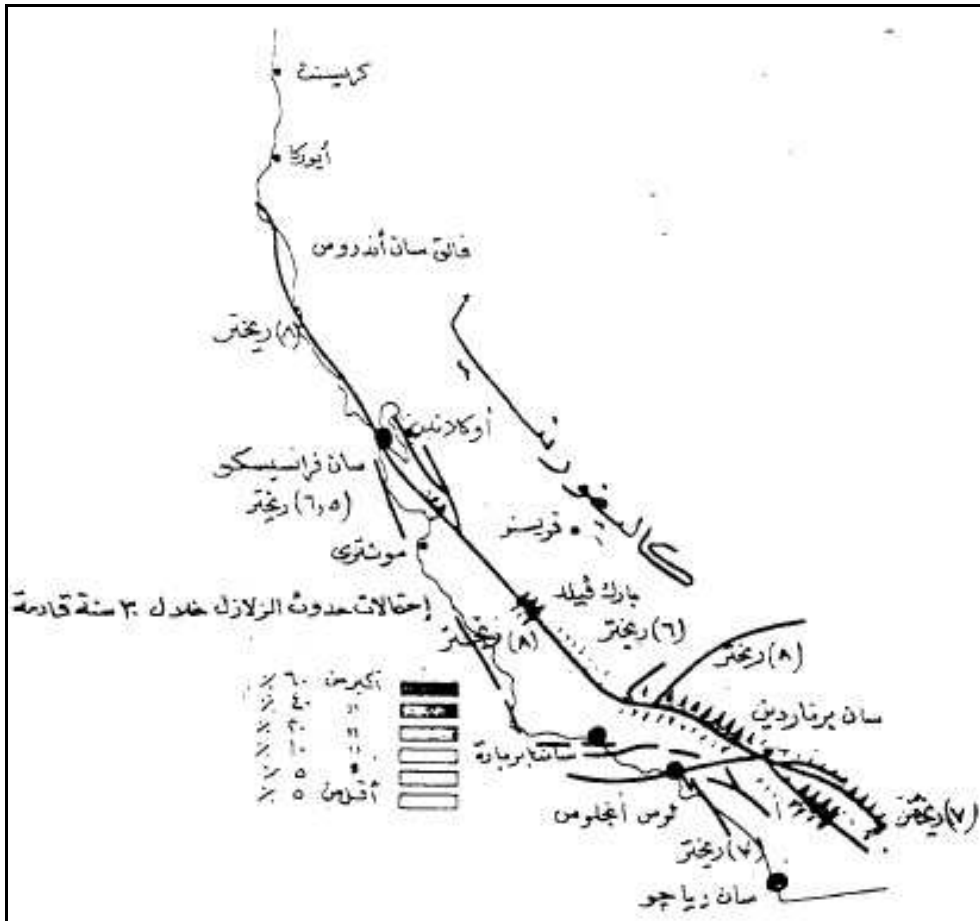 كريسنت
أيوركا
فالق سان أندروس
(٨) ريختر
أوكلاند
سان فرانسيسكو
(٦,٥) ريختر
كاليفورنيا
فريسنو
مونتري
بارك فيلد
(٦) ريختر
إحتمالات حدوث الزلازل خلال ٣٠ سنة قادمة
(٨) ريختر
(٨) ريختر
أكبر من ٦٠ ٪
" ٤٠ ٪
" ٢٠ ٪
" ١٠ ٪
" ٥ ٪
أقل من ٥ ٪
سان برناردين
سانتا بربارة
لوس أنجلوس
(٧) ريختر
(٧) ريختر
سان دياجو